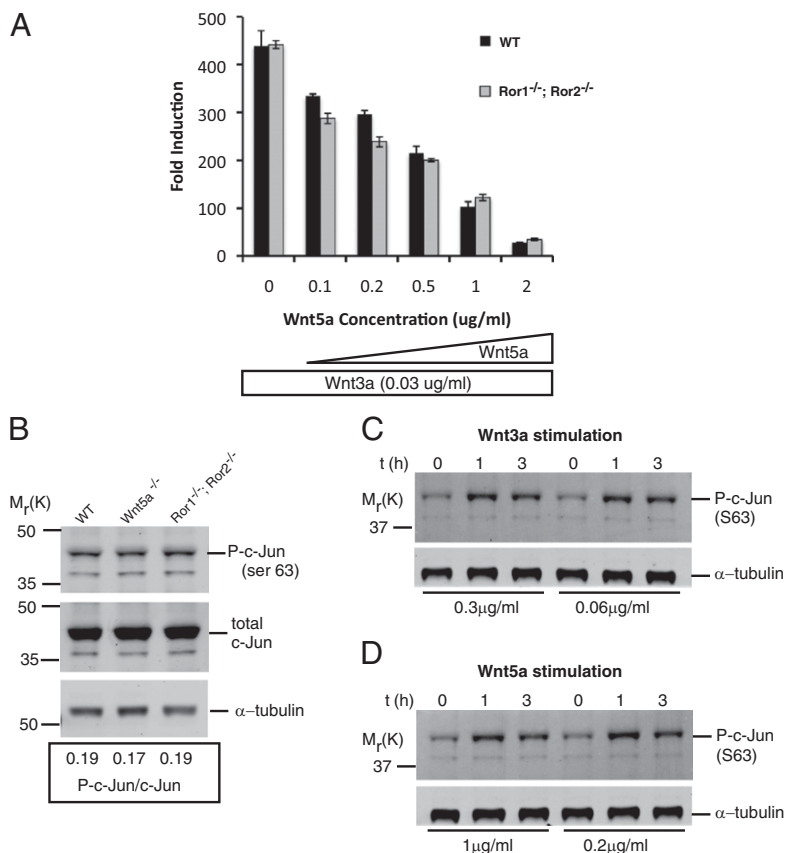 A
500
400
300
200
100
0
Fold Induction
WT
Ror1-/-; Ror2-/-
0 0.1 0.2 0.5 1 2
Wnt5a Concentration (ug/ml)
Wnt5a
Wnt3a (0.03 ug/ml)
B
WT Wnt5a-/- Ror1-/-; Ror2-/-
Mr(K)
50
P-c-Jun
(ser 63)
35
50
total
c-Jun
35
α-tubulin
50
0.19 0.17 0.19
P-c-Jun/c-Jun
C
Wnt3a stimulation
t (h) 0 1 3 0 1 3
Mr(K)
P-c-Jun
(S63)
37
α-tubulin
0.3μg/ml 0.06μg/ml
D
Wnt5a stimulation
t (h) 0 1 3 0 1 3
Mr(K)
P-c-Jun
(S63)
37
α-tubulin
1μg/ml 0.2μg/ml